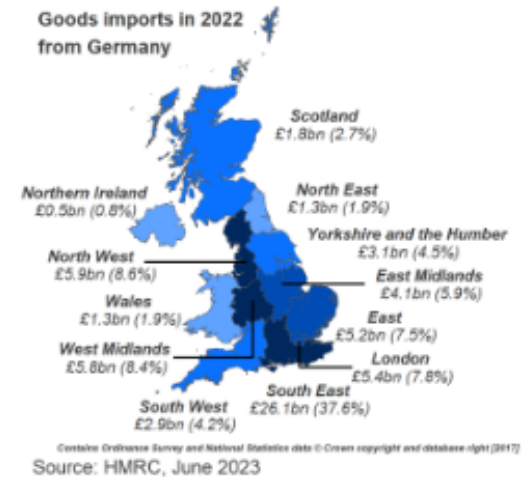 Goods imports in 2022
from Germany
Scotland
£1.8bn (2.7%)
Northern Ireland
£0.5bn (0.8%)
North East
£1.3bn (1.9%)
Yorkshire and the Humber
£3.1bn (4.5%)
North West
£5.9bn (8.6%)
East Midlands
£4.1bn (5.9%)
Wales
£1.3bn (1.9%)
East
£5.2bn (7.5%)
West Midlands
£5.8bn (8.4%)
London
£5.4bn (7.8%)
South East
£26.1bn (37.6%)
South West
£2.9bn (4.2%)
Contains Ordinance Survey and National Statistics data © Crown copyright and database right [2017]
Source: HMRC, June 2023